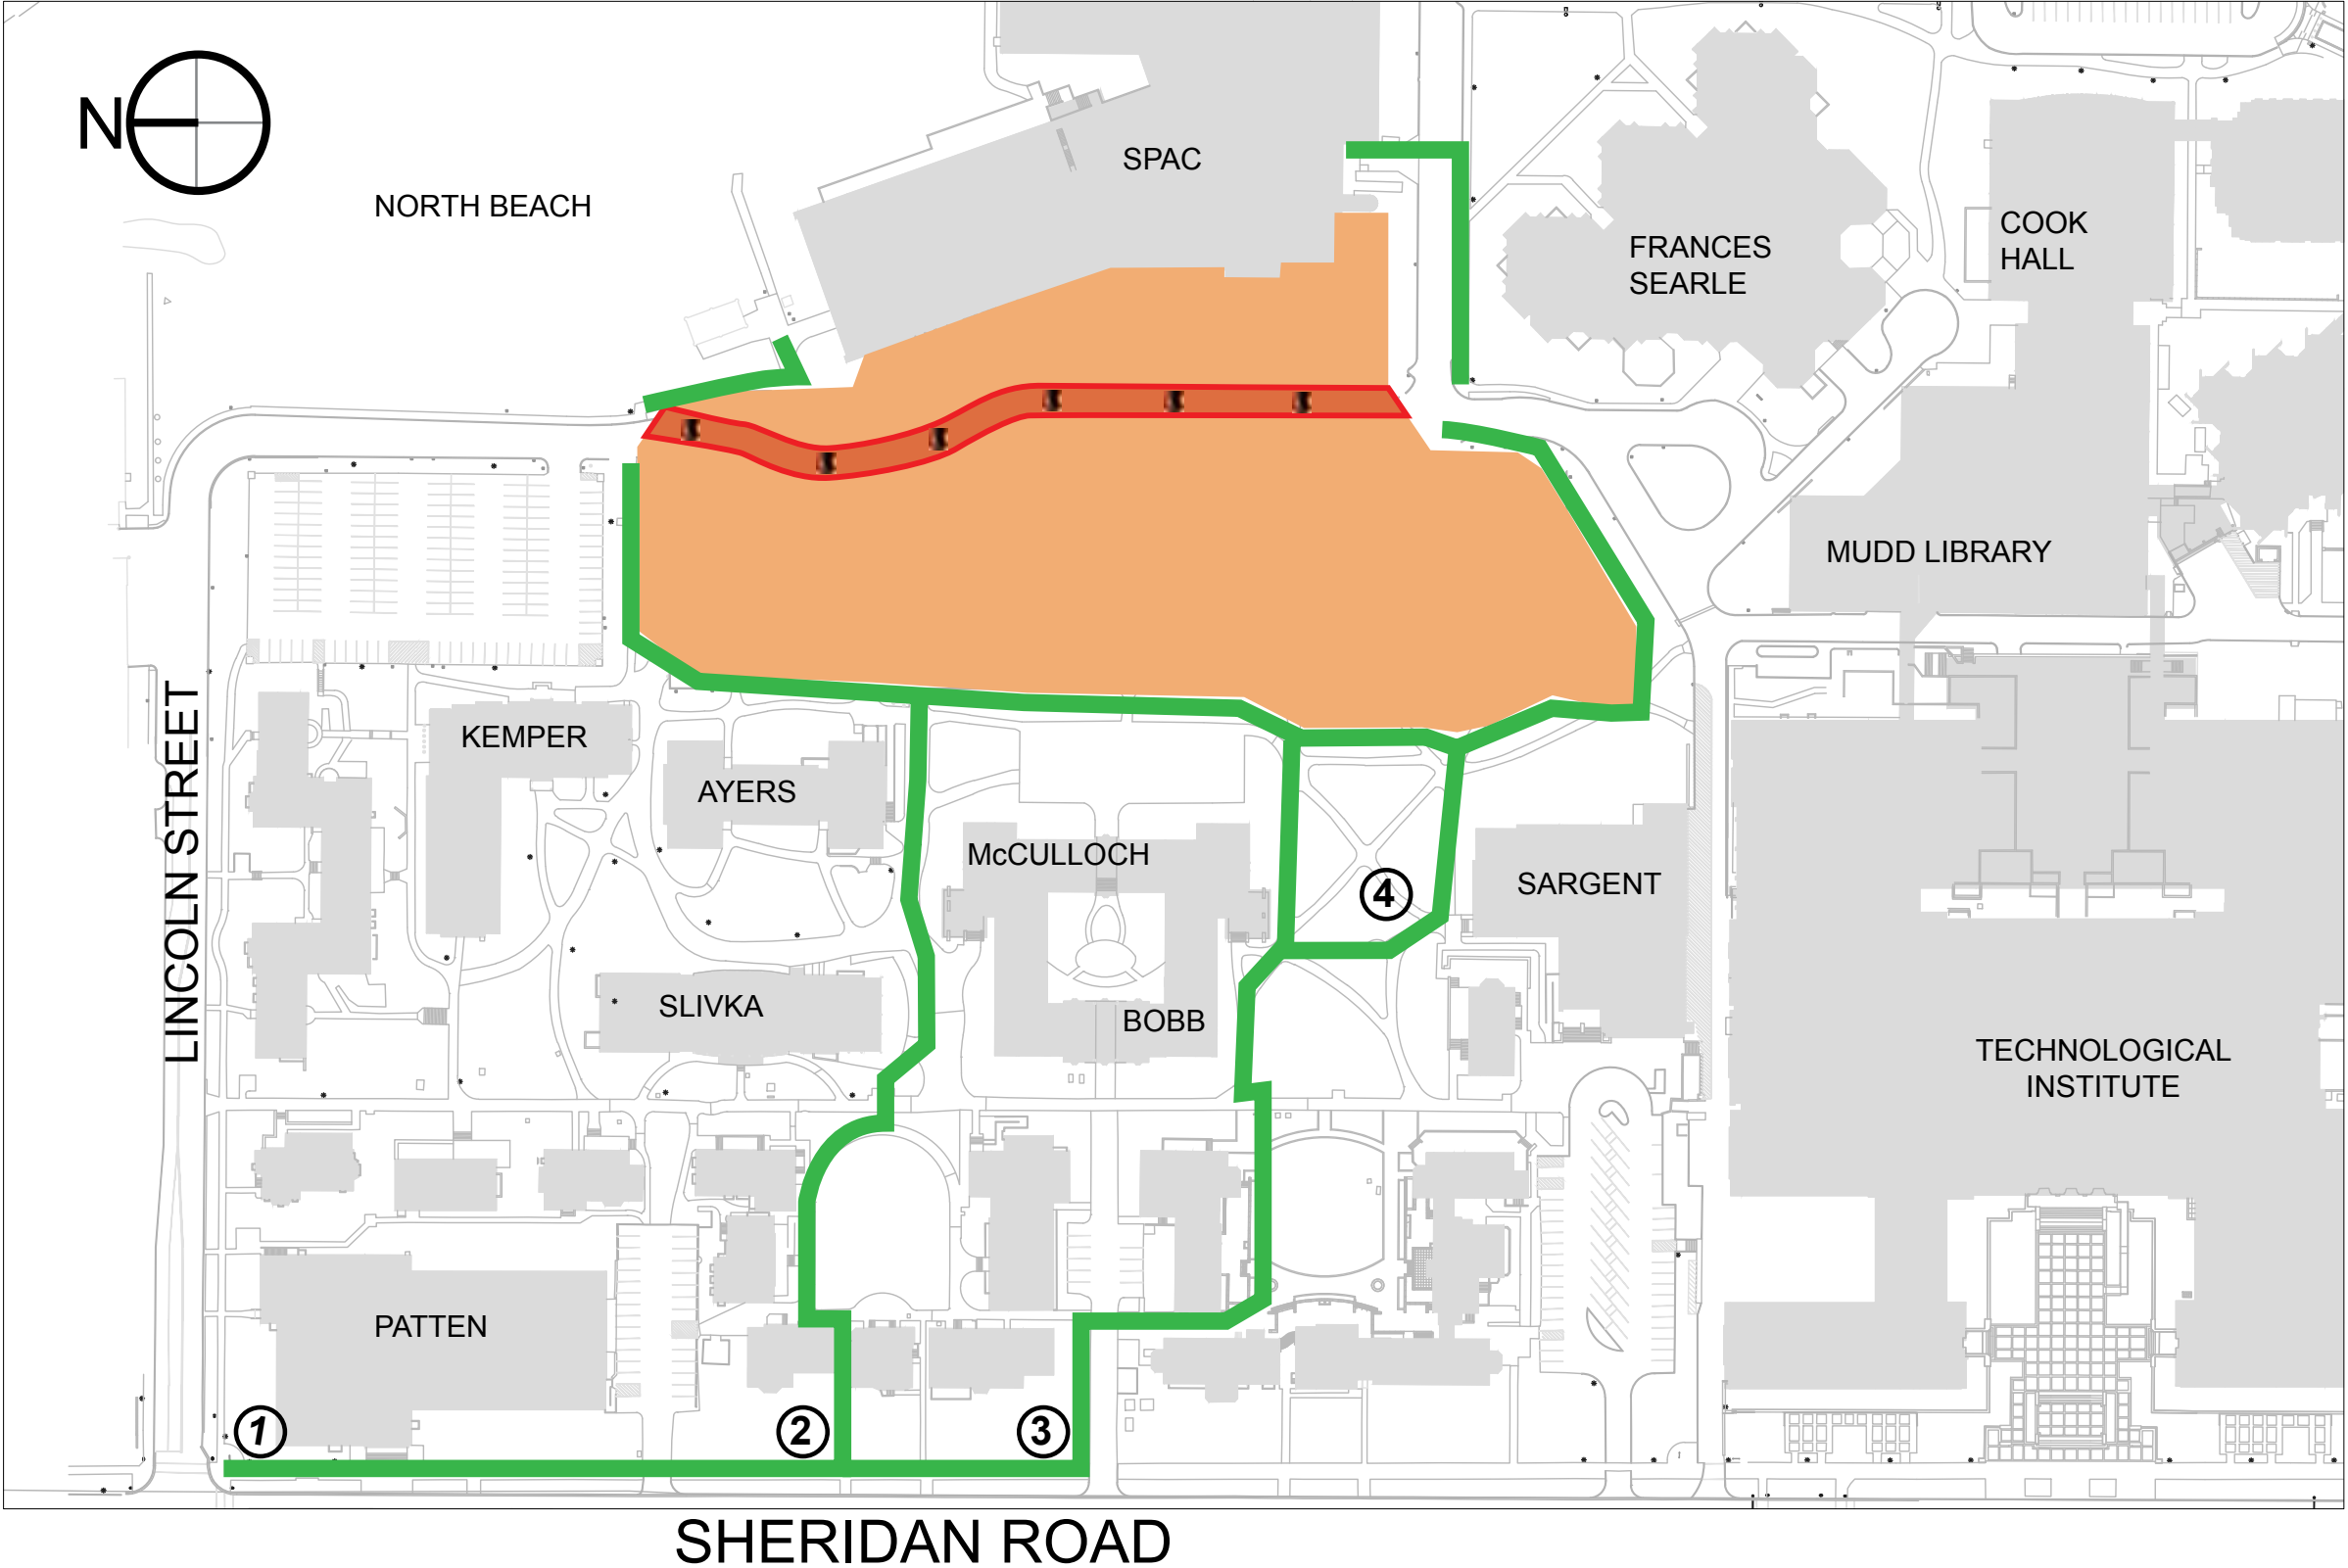 N
NORTH BEACH
SPAC
FRANCES
SEARLE
COOK
HALL
MUDD LIBRARY
LINCOLN STREET
KEMPER
AYERS
McCULLOCH
4
SARGENT
SLIVKA
BOBB
TECHNOLOGICAL
INSTITUTE
PATTEN
1
2
3
SHERIDAN ROAD